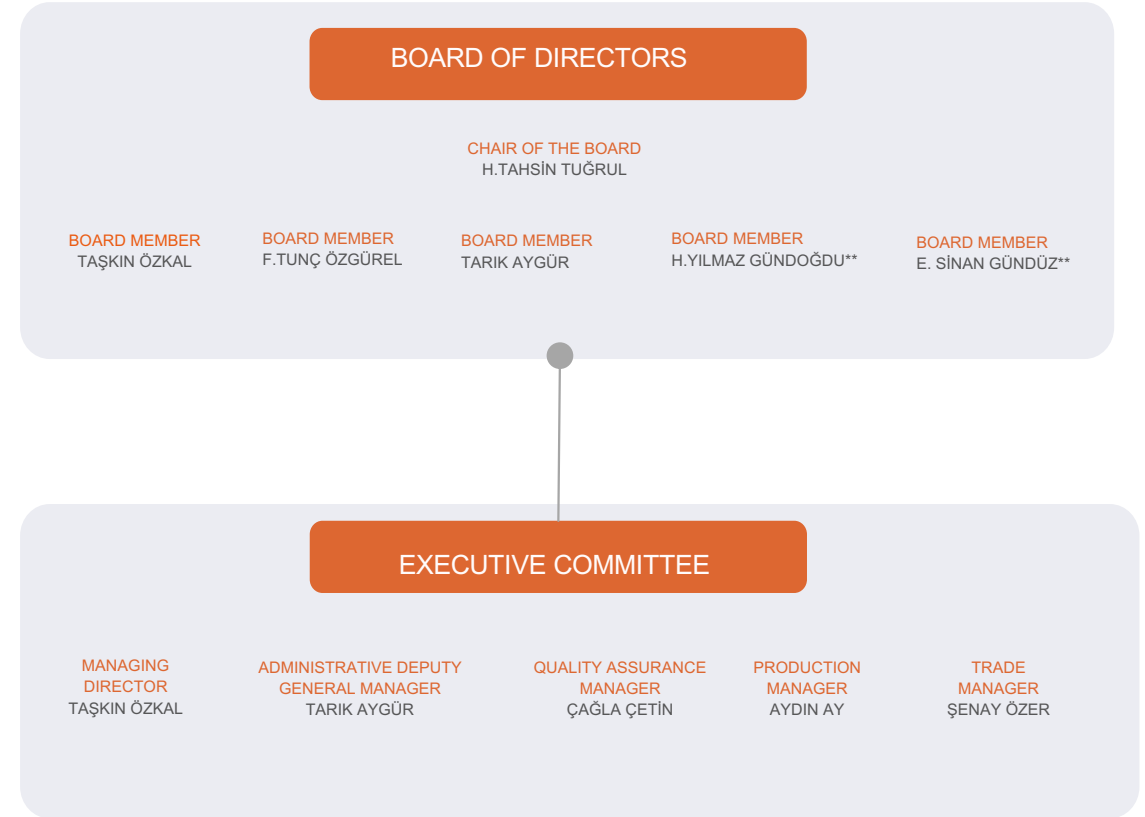 BOARD OF DIRECTORS
CHAIR OF THE BOARD
H.TAHSİN TUĞRUL
BOARD MEMBER
TAŞKIN ÖZKAL
BOARD MEMBER
F.TUNÇ ÖZGÜREL
BOARD MEMBER
TARIK AYGÜR
BOARD MEMBER
H.YILMAZ GÜNDOĞDU**
BOARD MEMBER
E. SİNAN GÜNDÜZ**
EXECUTIVE COMMITTEE
MANAGING
DIRECTOR
TAŞKIN ÖZKAL
ADMINISTRATIVE DEPUTY
GENERAL MANAGER
TARIK AYGÜR
QUALITY ASSURANCE
MANAGER
ÇAĞLA ÇETİN
PRODUCTION
MANAGER
AYDIN AY
TRADE
MANAGER
ŞENAY ÖZER